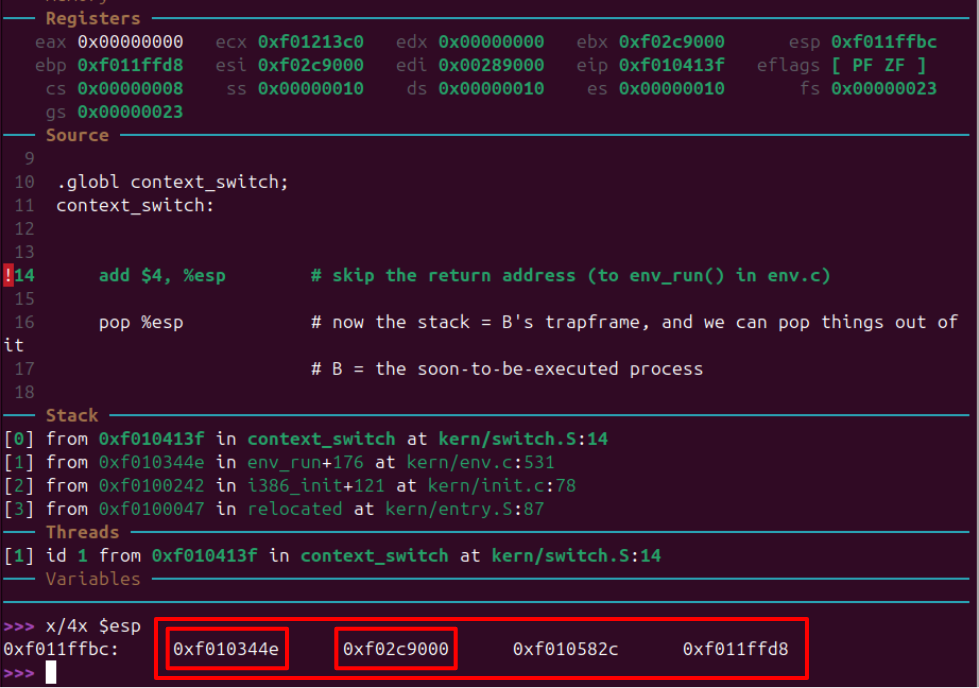 Memory
Registers
eax 0x00000000 ecx 0xf01213c0 edx 0x00000000 ebx 0xf02c9000 esp 0xf011ffbc
ebp 0xf011ffd8 esi 0xf02c9000 edi 0x00289000 eip 0xf010413f eflags [ PF ZF ]
cs 0x00000008 ss 0x00000010 ds 0x00000010 es 0x00000010 fs 0x00000023
gs 0x00000023
Source
9
10 .globl context_switch;
11 context_switch:
12
13
!14 add $4, %esp # skip the return address (to env_run() in env.c)
15
16 pop %esp # now the stack = B's trapframe, and we can pop things out of
it
17 # B = the soon-to-be-executed process
18
Stack
[0] from 0xf010413f in context_switch at kern/switch.S:14
[1] from 0xf010344e in env_run+176 at kern/env.c:531
[2] from 0xf0100242 in i386_init+121 at kern/init.c:78
[3] from 0xf0100047 in relocated at kern/entry.S:87
Threads
[1] id 1 from 0xf010413f in context_switch at kern/switch.S:14
Variables
>>> x/4x $esp
0xf011ffbc: 0xf010344e 0xf02c9000 0xf010582c 0xf011ffd8
>>>